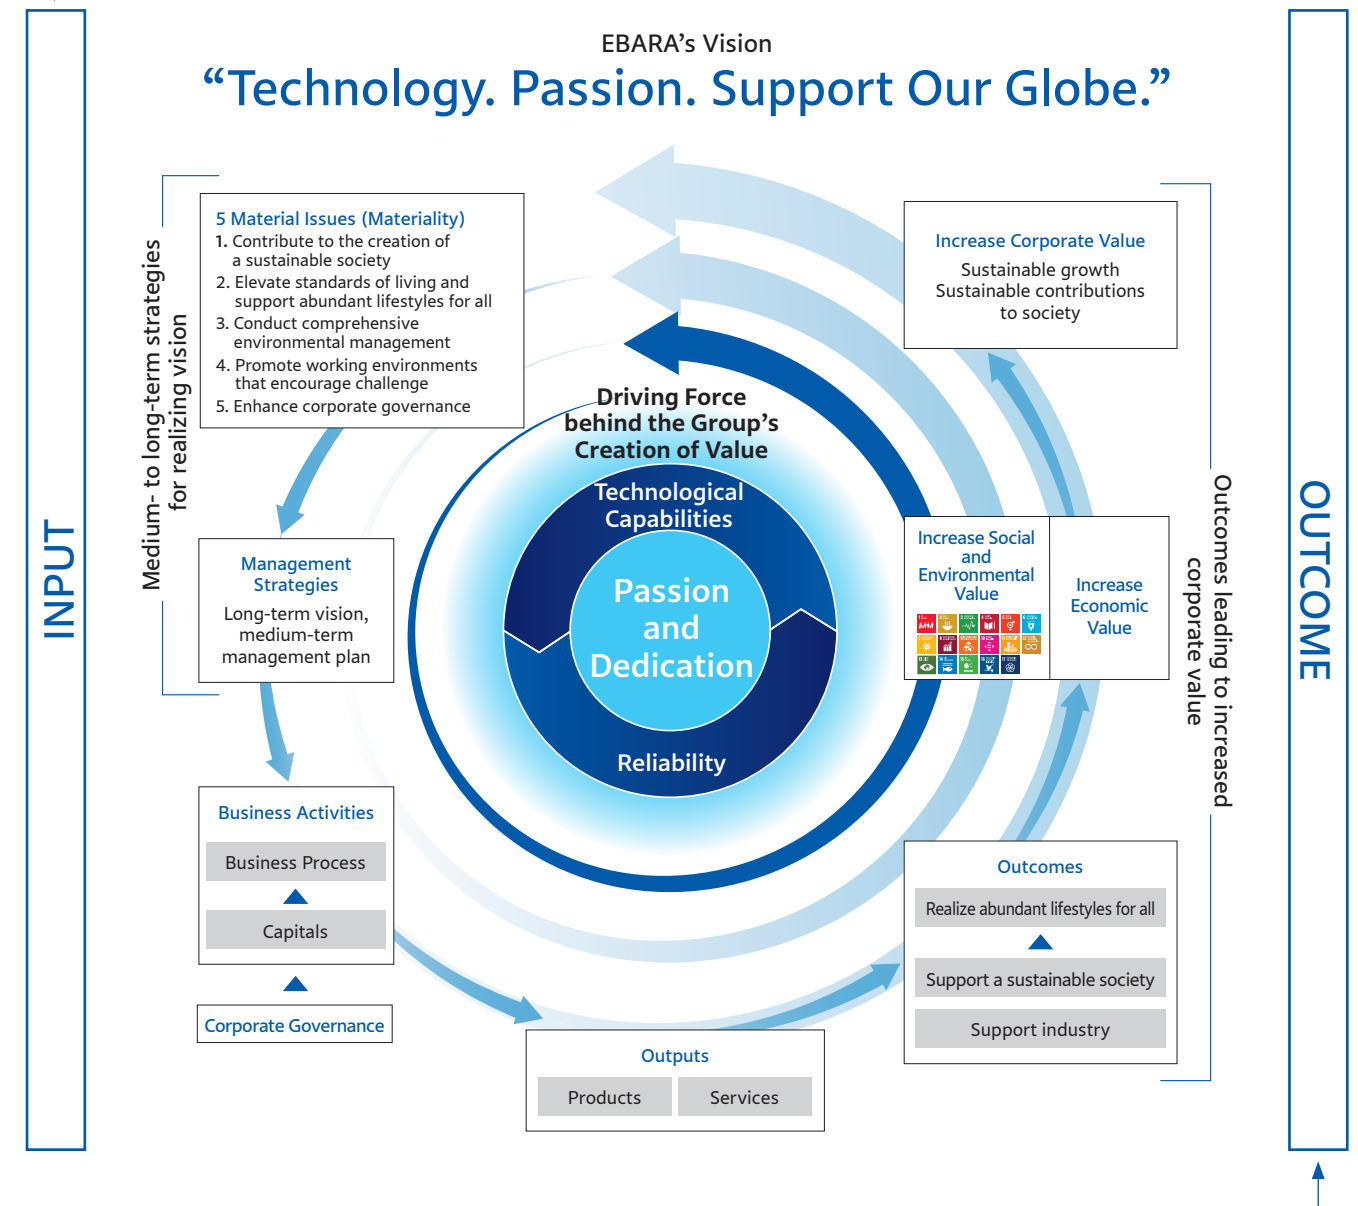 EBARA’s Vision
“Technology. Passion. Support Our Globe.”
INPUT
Medium- to long-term strategies
for realizing vision
5 Material Issues (Materiality)
1. Contribute to the creation of
a sustainable society
2. Elevate standards of living and
support abundant lifestyles for all
3. Conduct comprehensive
environmental management
4. Promote working environments
that encourage challenge
5. Enhance corporate governance
Management
Strategies
Long-term vision,
medium-term
management plan
Business Activities
Business Process
Capitals
Corporate Governance
Driving Force
behind the Group’s
Creation of Value
Technological
Capabilities
Passion
and
Dedication
Reliability
Outputs
Products
Services
Outcomes
Realize abundant lifestyles for all
Support a sustainable society
Support industry
Increase Social
and
Environmental
Value
Increase
Economic
Value
Increase Corporate Value
Sustainable growth
Sustainable contributions
to society
Outcomes leading to increased
corporate value
OUTCOME